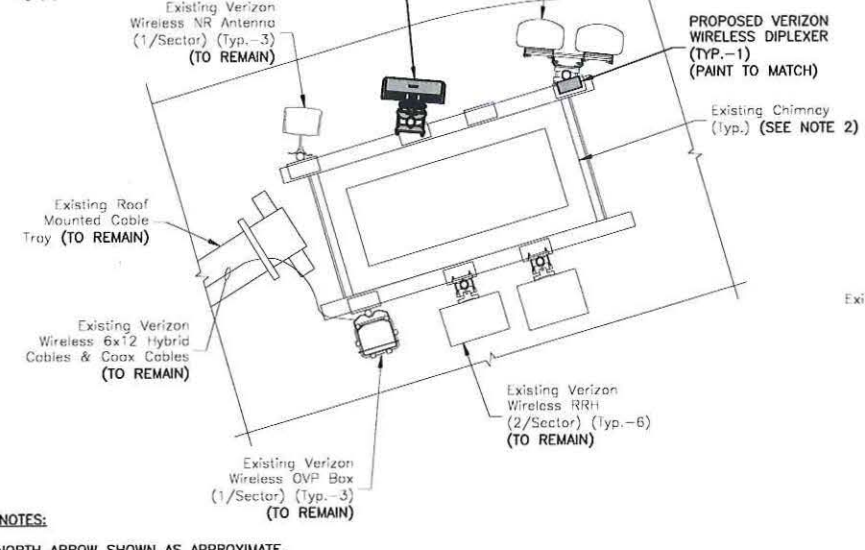 Existing Verizon
Wireless NR Antenna
(1/Sector) (Typ.-3)
(TO REMAIN)
PROPOSED VERIZON
WIRELESS DIPLEXER
(TYP.-1)
(PAINT TO MATCH)
Existing Chimney
(Typ.) (SEE NOTE 2)
Existing Roof
Mounted Cable
Tray (TO REMAIN)
Existing Verizon
Wireless 6x12 Hybrid
Cables & Coax Cables
(TO REMAIN)
Exi
Existing Verizon
Wireless RRH
(2/Sector) (Typ.-6)
(TO REMAIN)
Existing Verizon
Wireless OVP Box
(1/Sector) (Typ.-3)
(TO REMAIN)
NOTES:
NORTH ARROW SHOWN AS APPROXIMATE.